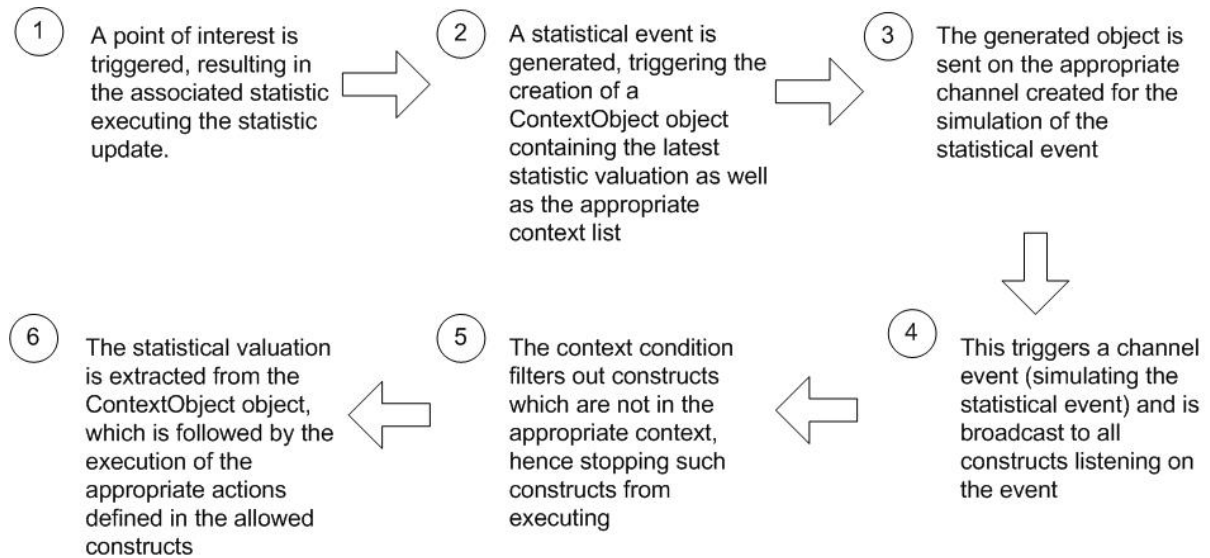 1
A point of interest is
triggered, resulting in
the associated statistic
executing the statistic
update.
2
A statistical event is
generated, triggering the
creation of a
ContextObject object
containing the latest
statistic valuation as well
as the appropriate
context list
3
The generated object is
sent on the appropriate
channel created for the
simulation of the
statistical event
4
This triggers a channel
event (simulating the
statistical event) and is
broadcast to all
constructs listening on
the event
5
The context condition
filters out constructs
which are not in the
appropriate context,
hence stopping such
constructs from
executing
6
The statistical valuation
is extracted from the
ContextObject object,
which is followed by the
execution of the
appropriate actions
defined in the allowed
constructs